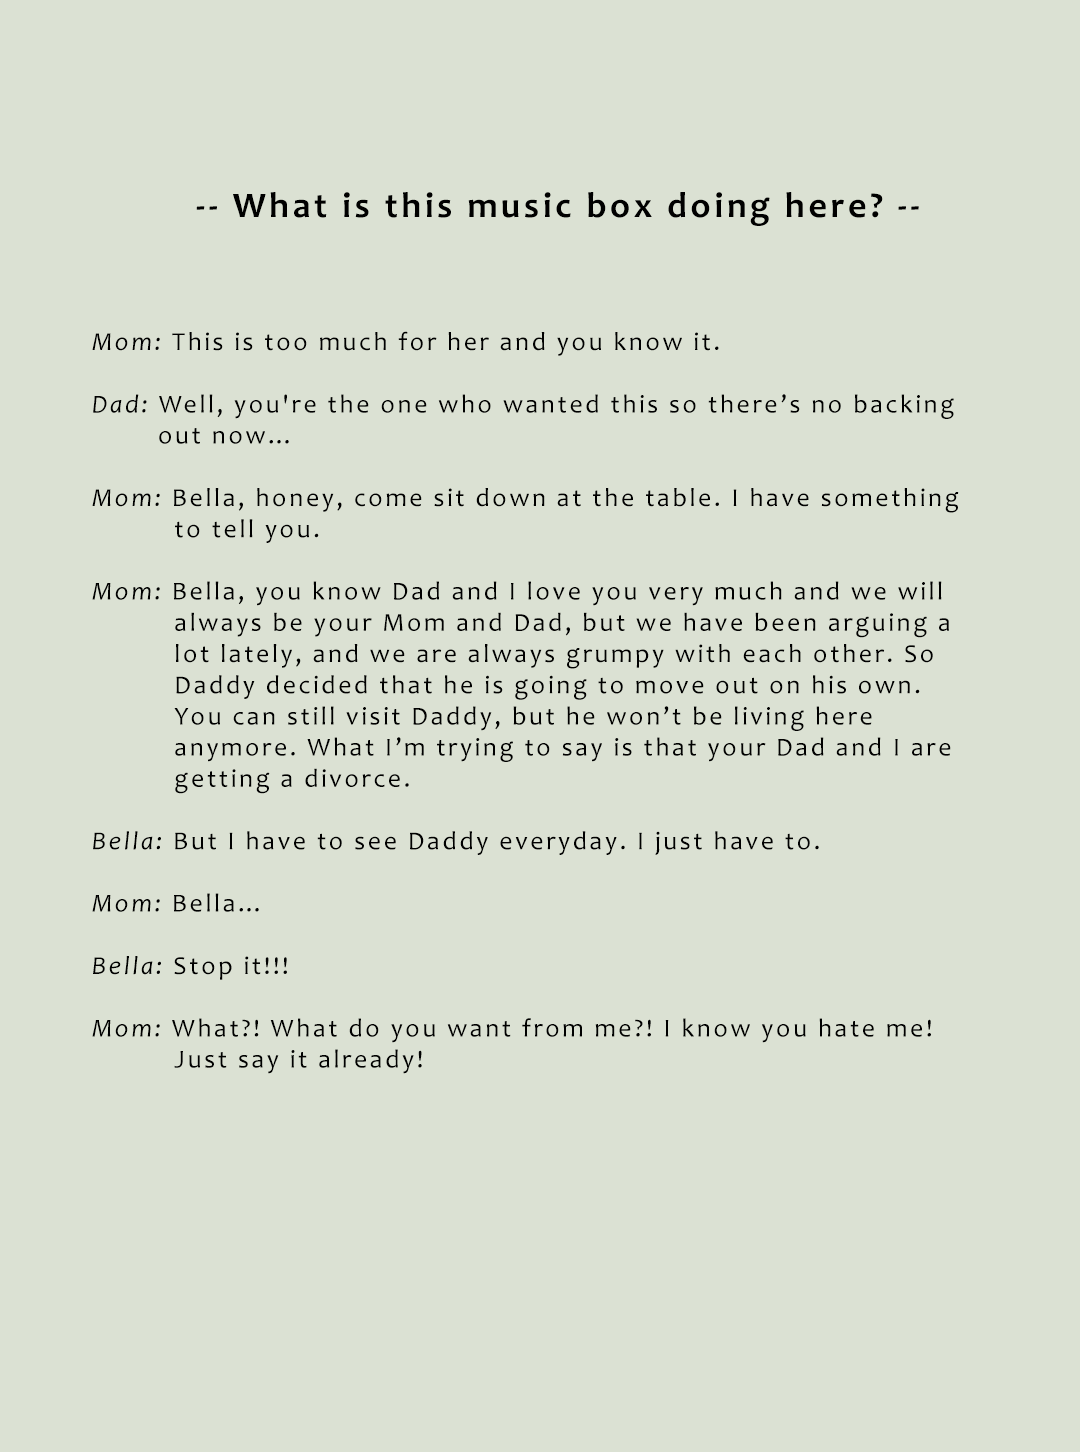 -- What is this music box doing here? --
Mom: This is too much for her and you know it.
Dad: Well, you're the one who wanted this so there’s no backing
out now...
Mom: Bella, honey, come sit down at the table. I have something
to tell you.
Mom: Bella, you know Dad and I love you very much and we will
always be your Mom and Dad, but we have been arguing a
lot lately, and we are always grumpy with each other. So
Daddy decided that he is going to move out on his own.
You can still visit Daddy, but he won’t be living here
anymore. What I’m trying to say is that your Dad and I are
getting a divorce.
Bella: But I have to see Daddy everyday. I just have to.
Mom: Bella...
Bella: Stop it!!!
Mom: What?! What do you want from me?! I know you hate me!
Just say it already!